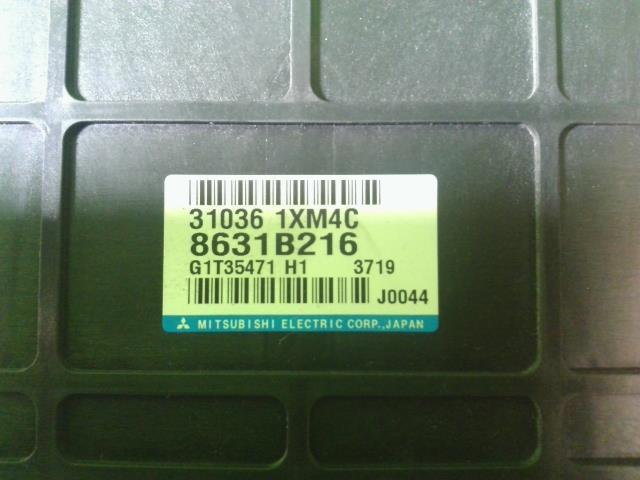 31036 1XM4C
8631B216
G1T35471 H1 3719
J0044
MITSUBISHI ELECTRIC CORP., JAPAN